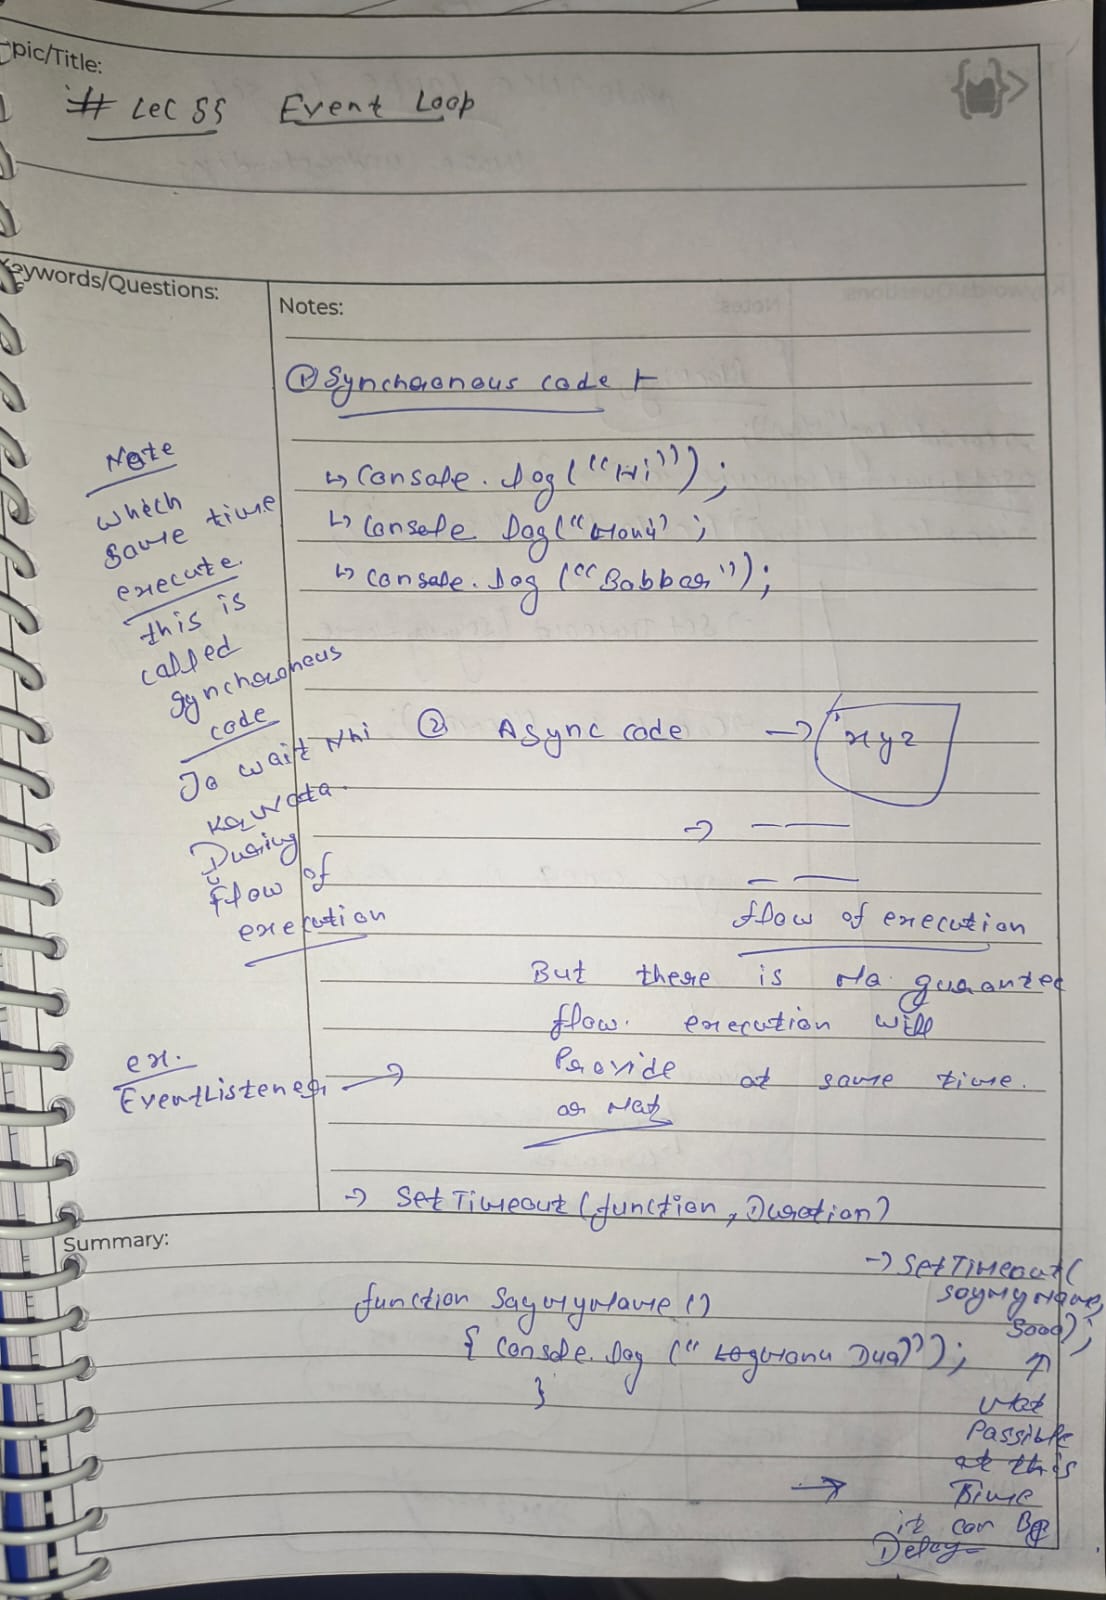 pic/Title:
# Lec 55 Event Loop
eywords/Questions:
Notes:
① Synchronous code
Note
which
same time
execute.
this is
called
synchronous
code
Jo wait Nhi
Karvata.
During
flow of
execution
↳ console.log("Hi");
↳ console log("Honi" ;
↳ console.log("Babbar");
② Async code → xyz
→ — —
— —
flow of execution
But there is No guarantee
flow. execution will
Provide at same time.
or Not
ex.
EventListener →
→ SetTimeout (function, Duration)
Summary:
function SayMyName ()
{ console.log (" Dua");
}
→ SetTimeout(
SayMyName,
5000);
↑
Not
Possible
at this
Time
→
it can Be
Delay